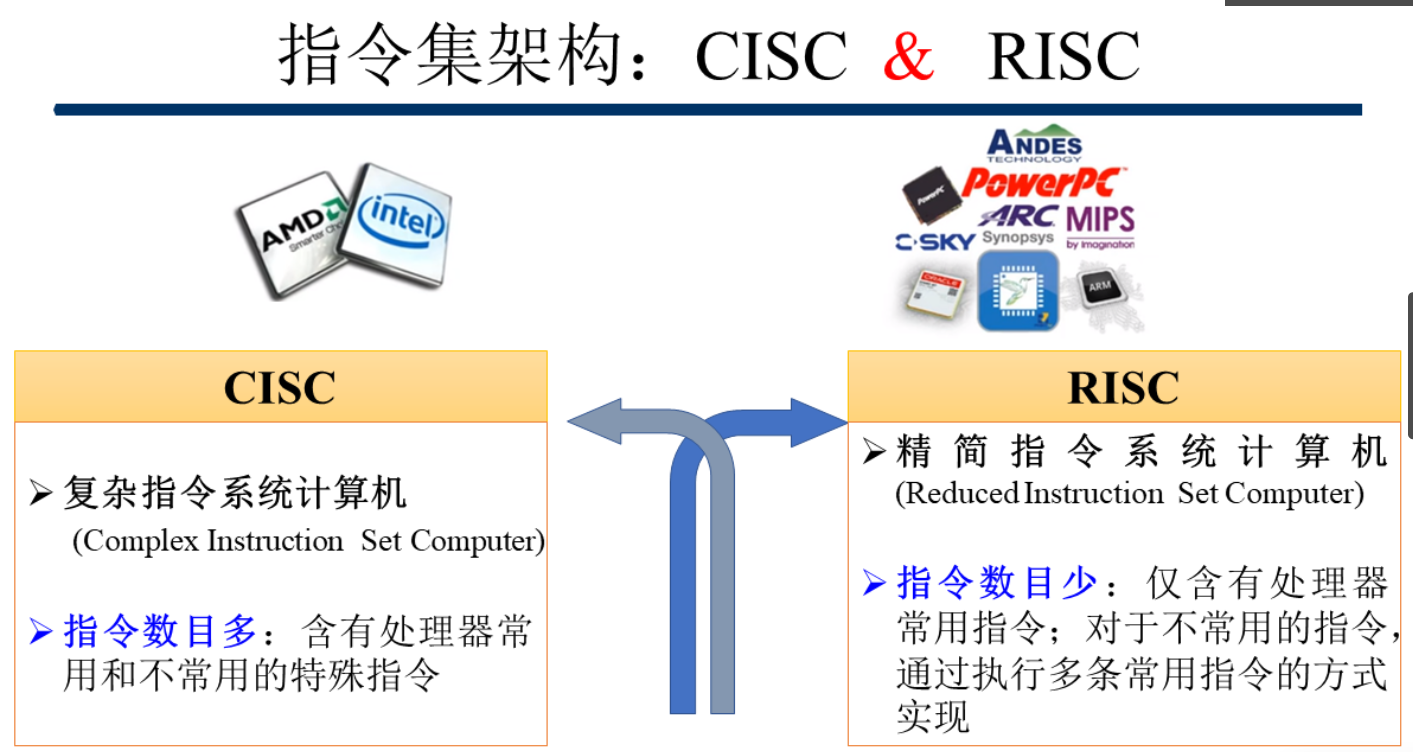 指令集架构：CISC & RISC
AMD
Smarter Cho
intel
ANDES
TECHNOLOGY
PowerPC™
PowerPC
ARC
Synopsys
MIPS
by Imagination
C·SKY
ORACLE
ARM
CISC
➢ 复杂指令系统计算机
(Complex Instruction Set Computer)
➢ 指令数目多：含有处理器常
用和不常用的特殊指令
RISC
➢ 精简指令系统计算机
(Reduced Instruction Set Computer)
➢ 指令数目少：仅含有处理器
常用指令；对于不常用的指令，
通过执行多条常用指令的方式
实现